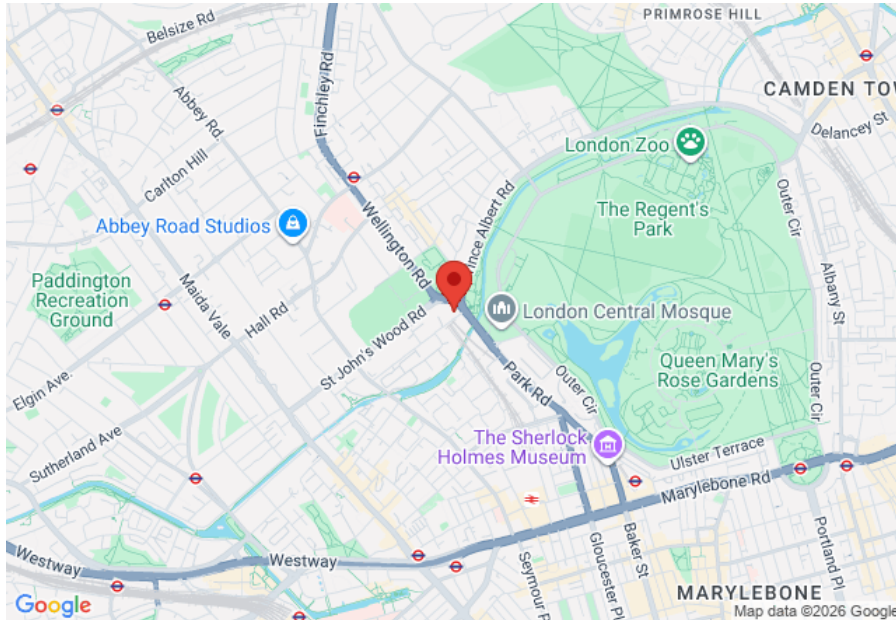 PRIMROSE HILL
Belsize Rd
Finchley Rd
CAMDEN TOW
Abbey Rd.
Delancey St
London Zoo
Carlton Hill
Prince Albert Rd
Outer Cir
The Regent's
Park
Wellington Rd
Abbey Road Studios
Albany St
Paddington
Recreation
Ground
Maida Vale
Hall Rd
London Central Mosque
St John's Wood Rd
Queen Mary's
Rose Gardens
Elgin Ave.
Park Rd
Outer Cir
Outer Cir
Sutherland Ave
The Sherlock
Holmes Museum
Ulster Terrace
Marylebone Rd
Westway
Westway
Seymour Pl
Gloucester Pl
Baker St
Portland Pl
MARYLEBONE
Google
Map data ©2026 Google